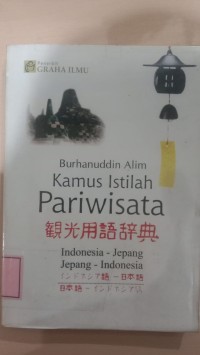 Penerbit
GRAHA ILMU
Burhanuddin Alim
Kamus Istilah
Pariwisata
観光用語辞典
Indonesia - Jepang
Jepang - Indonesia
インドネシア語 - 日本語
日本語 - インドネシア語